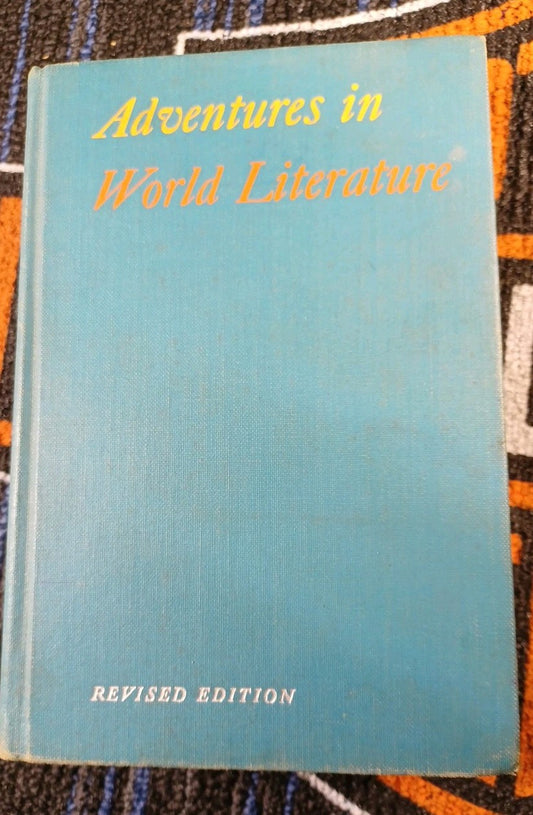 Adventures in
World Literature
REVISED EDITION